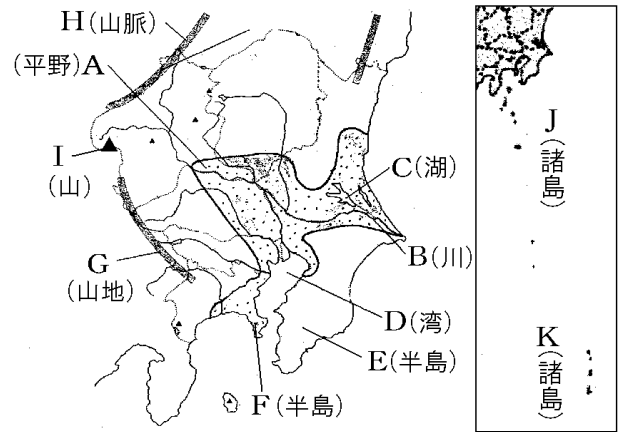 H(山脈)
(平野)A
I
(山)
C(湖)
G
(山地)
B(川)
D(湾)
E(半島)
F(半島)
J
(諸島)
K
(諸島)